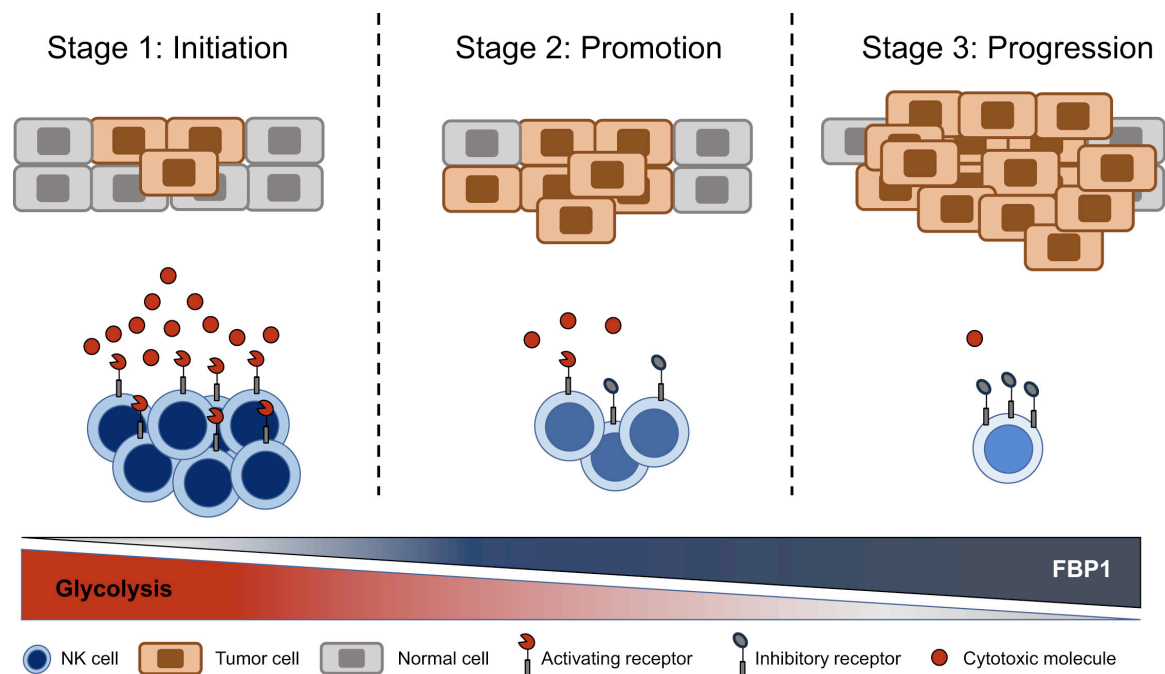 Stage 1: Initiation
Stage 2: Promotion
Stage 3: Progression
FBP1
Glycolysis
NK cell
Tumor cell
Normal cell
Activating receptor
Inhibitory receptor
Cytotoxic molecule